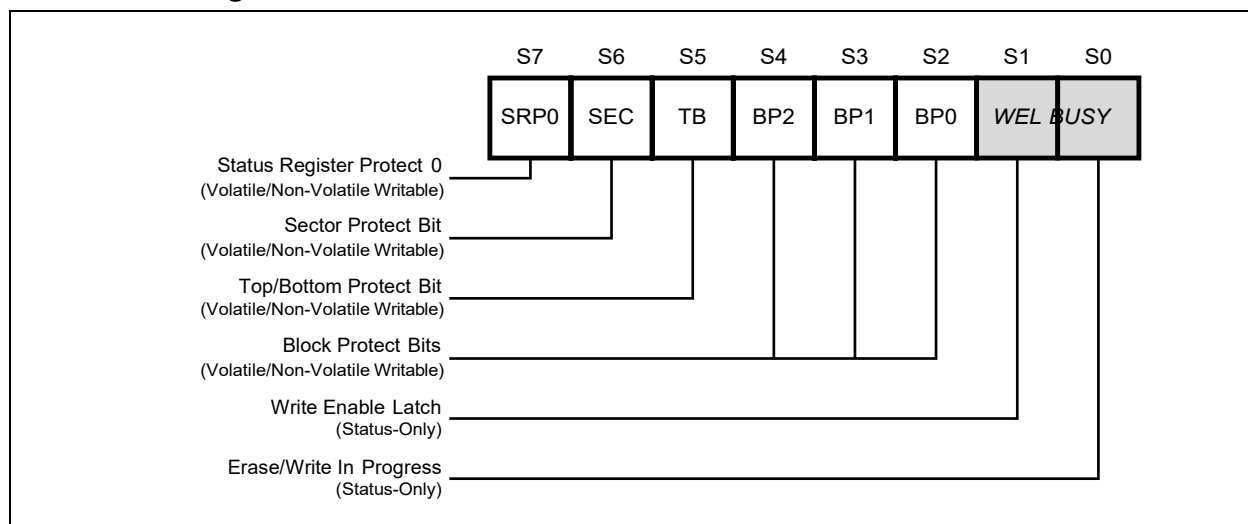 S7 S6 S5 S4 S3 S2 S1 S0
SRP0 SEC TB BP2 BP1 BP0 WEL BUSY
Status Register Protect 0
(Volatile/Non-Volatile Writable)
Sector Protect Bit
(Volatile/Non-Volatile Writable)
Top/Bottom Protect Bit
(Volatile/Non-Volatile Writable)
Block Protect Bits
(Volatile/Non-Volatile Writable)
Write Enable Latch
(Status-Only)
Erase/Write In Progress
(Status-Only)